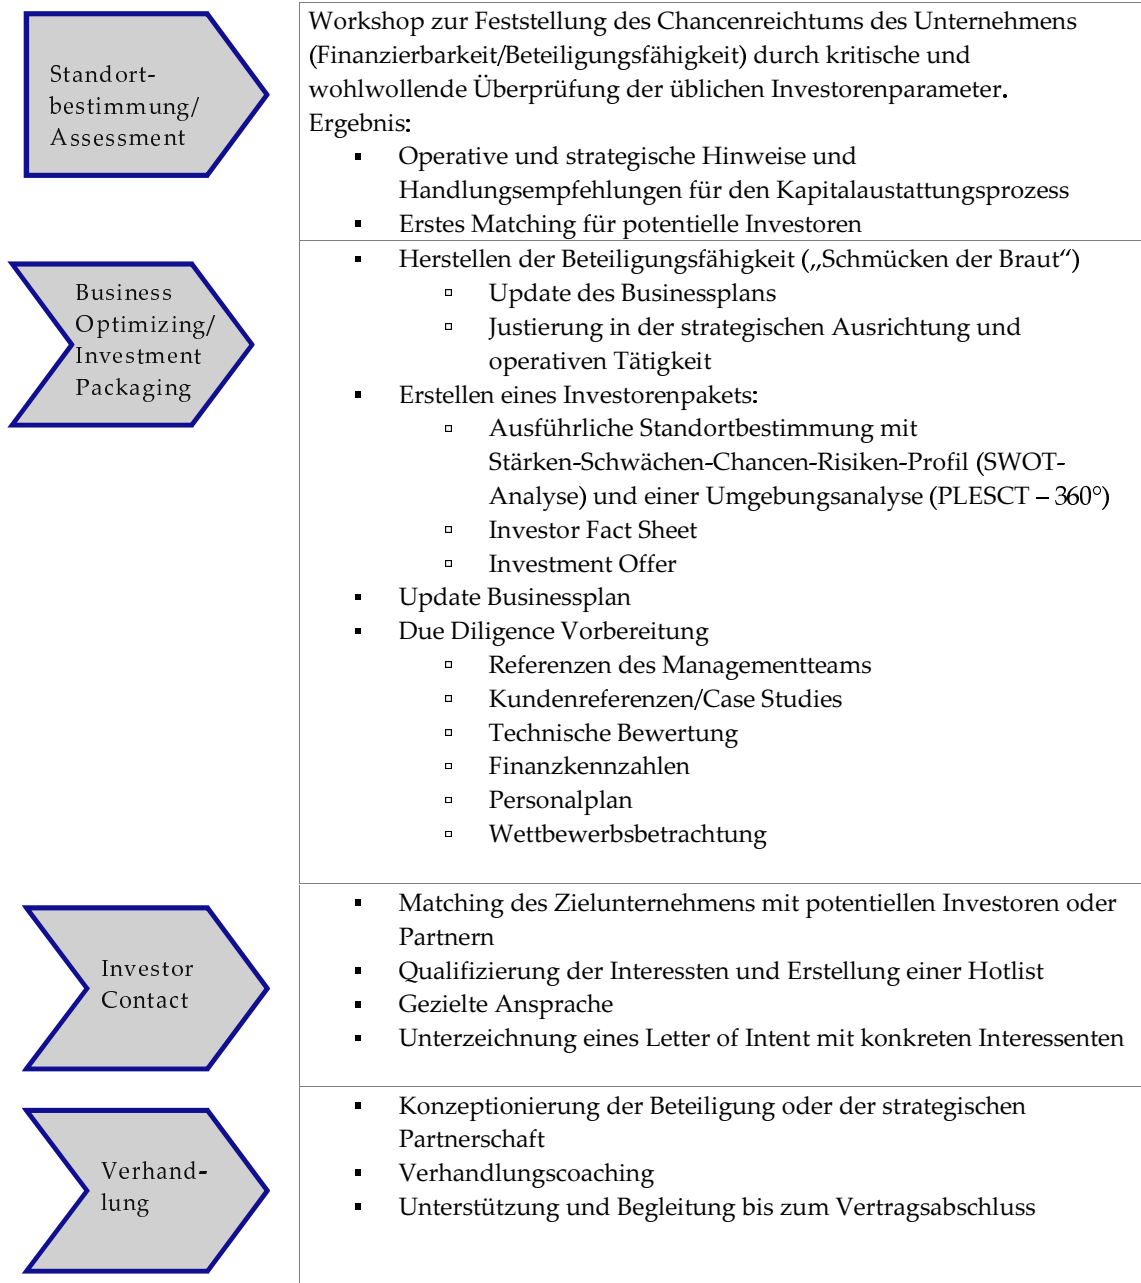 Standort-
bestimmung/
Assessment
Workshop zur Feststellung des Chancenreichtums des Unternehmens
(Finanzierbarkeit/Beteiligungsfähigkeit) durch kritische und
wohlwollende Überprüfung der üblichen Investorenparameter.
Ergebnis:
▪ Operative und strategische Hinweise und
Handlungsempfehlungen für den Kapitalaustattungsprozess
▪ Erstes Matching für potentielle Investoren
Business
Optimizing/
Investment
Packaging
▪ Herstellen der Beteiligungsfähigkeit („Schmücken der Braut“)
▫ Update des Businessplans
▫ Justierung in der strategischen Ausrichtung und
operativen Tätigkeit
▪ Erstellen eines Investorenpakets:
▫ Ausführliche Standortbestimmung mit
Stärken-Schwächen-Chancen-Risiken-Profil (SWOT-
Analyse) und einer Umgebungsanalyse (PLESCT – 360°)
▫ Investor Fact Sheet
▫ Investment Offer
▪ Update Businessplan
▪ Due Diligence Vorbereitung
▫ Referenzen des Managementteams
▫ Kundenreferenzen/Case Studies
▫ Technische Bewertung
▫ Finanzkennzahlen
▫ Personalplan
▫ Wettbewerbsbetrachtung
Investor
Contact
▪ Matching des Zielunternehmens mit potentiellen Investoren oder
Partnern
▪ Qualifizierung der Interessten und Erstellung einer Hotlist
▪ Gezielte Ansprache
▪ Unterzeichnung eines Letter of Intent mit konkreten Interessenten
Verhand-
lung
▪ Konzeptionierung der Beteiligung oder der strategischen
Partnerschaft
▪ Verhandlungscoaching
▪ Unterstützung und Begleitung bis zum Vertragsabschluss